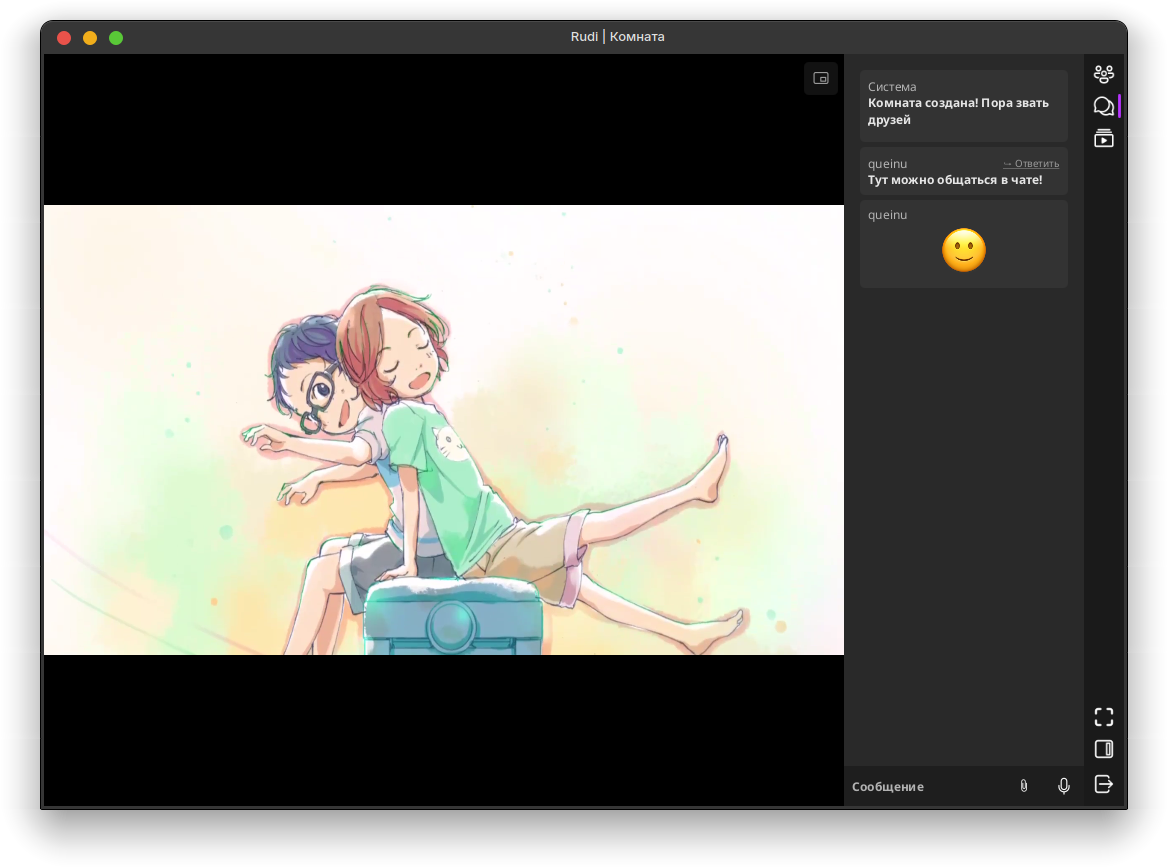 Rudi | Комната
Система
Комната создана! Пора звать
друзей
queinu
Ответить
Тут можно общаться в чате!
queinu
Сообщение